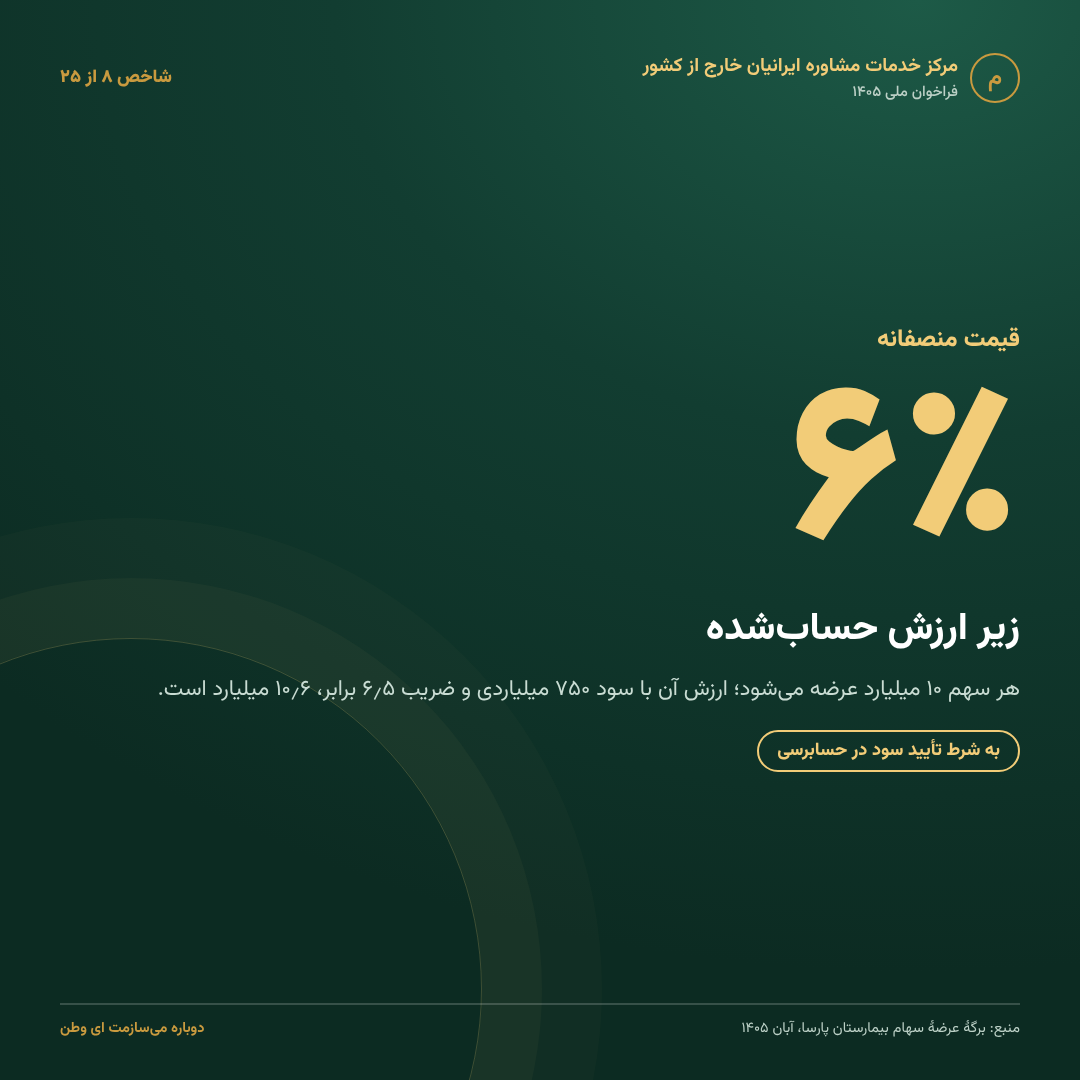 م
مرکز خدمات مشاوره ایرانیان خارج از کشور
فراخوان ملی ۱۴۰۵
شاخص ۸ از ۲۵
قیمت منصفانه
۶٪
زیر ارزش حساب‌شده
هر سهم ۱۰ میلیارد عرضه می‌شود؛ ارزش آن با سود ۷۵۰ میلیاردی و ضریب ۶٫۵ برابر، ۱۰٫۶ میلیارد است.
به شرط تأیید سود در حسابرسی
منبع: برگهٔ عرضهٔ سهام بیمارستان پارسا، آبان ۱۴۰۵
دوباره می‌سازمت ای وطن